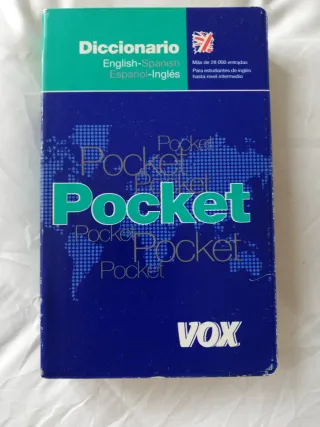 Diccionario
English-Spanish
Español-Inglés
Más de 28 000 entradas
Para estudiantes de inglés
hasta nivel intermedio
Pocket
Pocket
Pocket
Pocket
Pocket
Pocket
Pocket
VOX